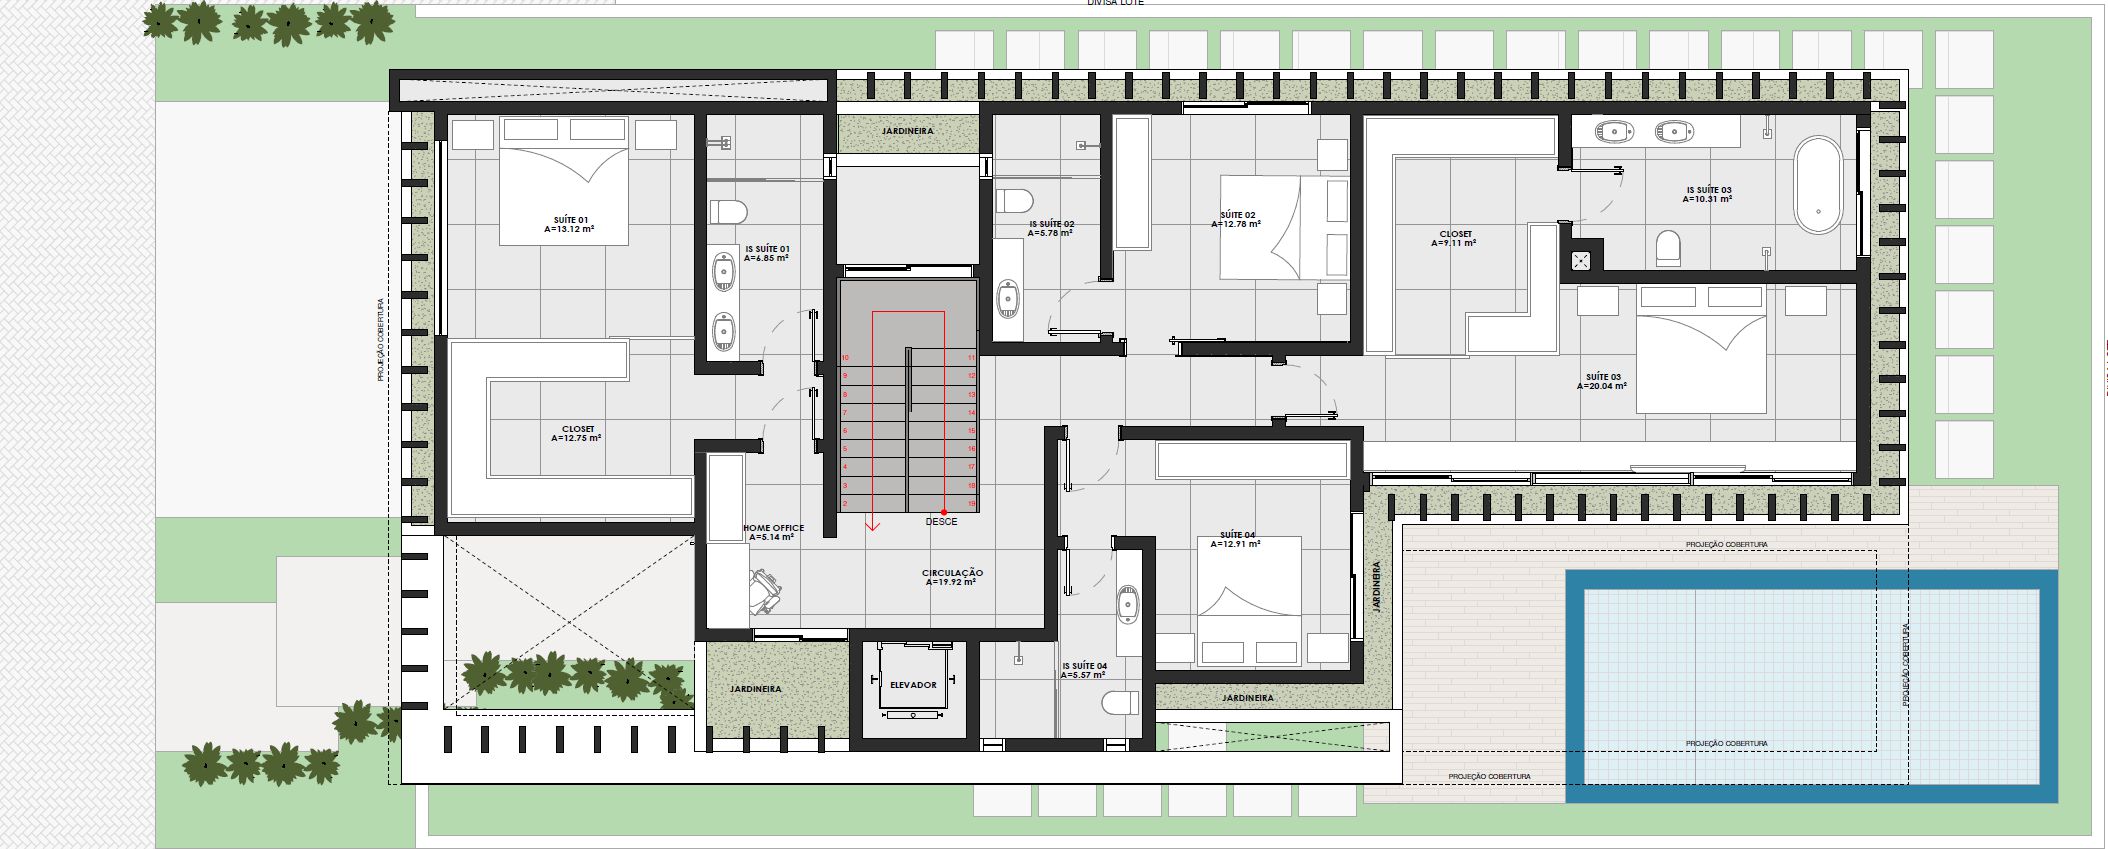 DIVISA LOTE
JARDINEIRA
SUÍTE 01
A=13.12 m²
IS SUÍTE 01
A=6.85 m²
IS SUÍTE 02
A=5.78 m²
SUÍTE 02
A=12.78 m²
CLOSET
A=9.11 m²
IS SUÍTE 03
A=10.31 m²
PROJEÇÃO COBERTURA
SUÍTE 03
A=20.04 m²
CLOSET
A=12.75 m²
10
9
8
7
6
5
4
3
2
11
12
13
14
15
16
17
18
19
DESCE
HOME OFFICE
A=5.14 m²
CIRCULAÇÃO
A=19.92 m²
SUÍTE 04
A=12.91 m²
JARDINEIRA
PROJEÇÃO COBERTURA
PROJEÇÃO COBERTURA
IS SUÍTE 04
A=5.57 m²
ELEVADOR
JARDINEIRA
JARDINEIRA
PROJEÇÃO COBERTURA
PROJEÇÃO COBERTURA